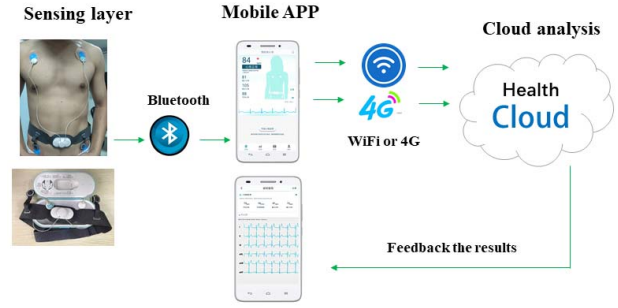 Sensing layer
Mobile APP
Cloud analysis
Bluetooth
84
WiFi or 4G
4G
Health
Cloud
Feedback the results